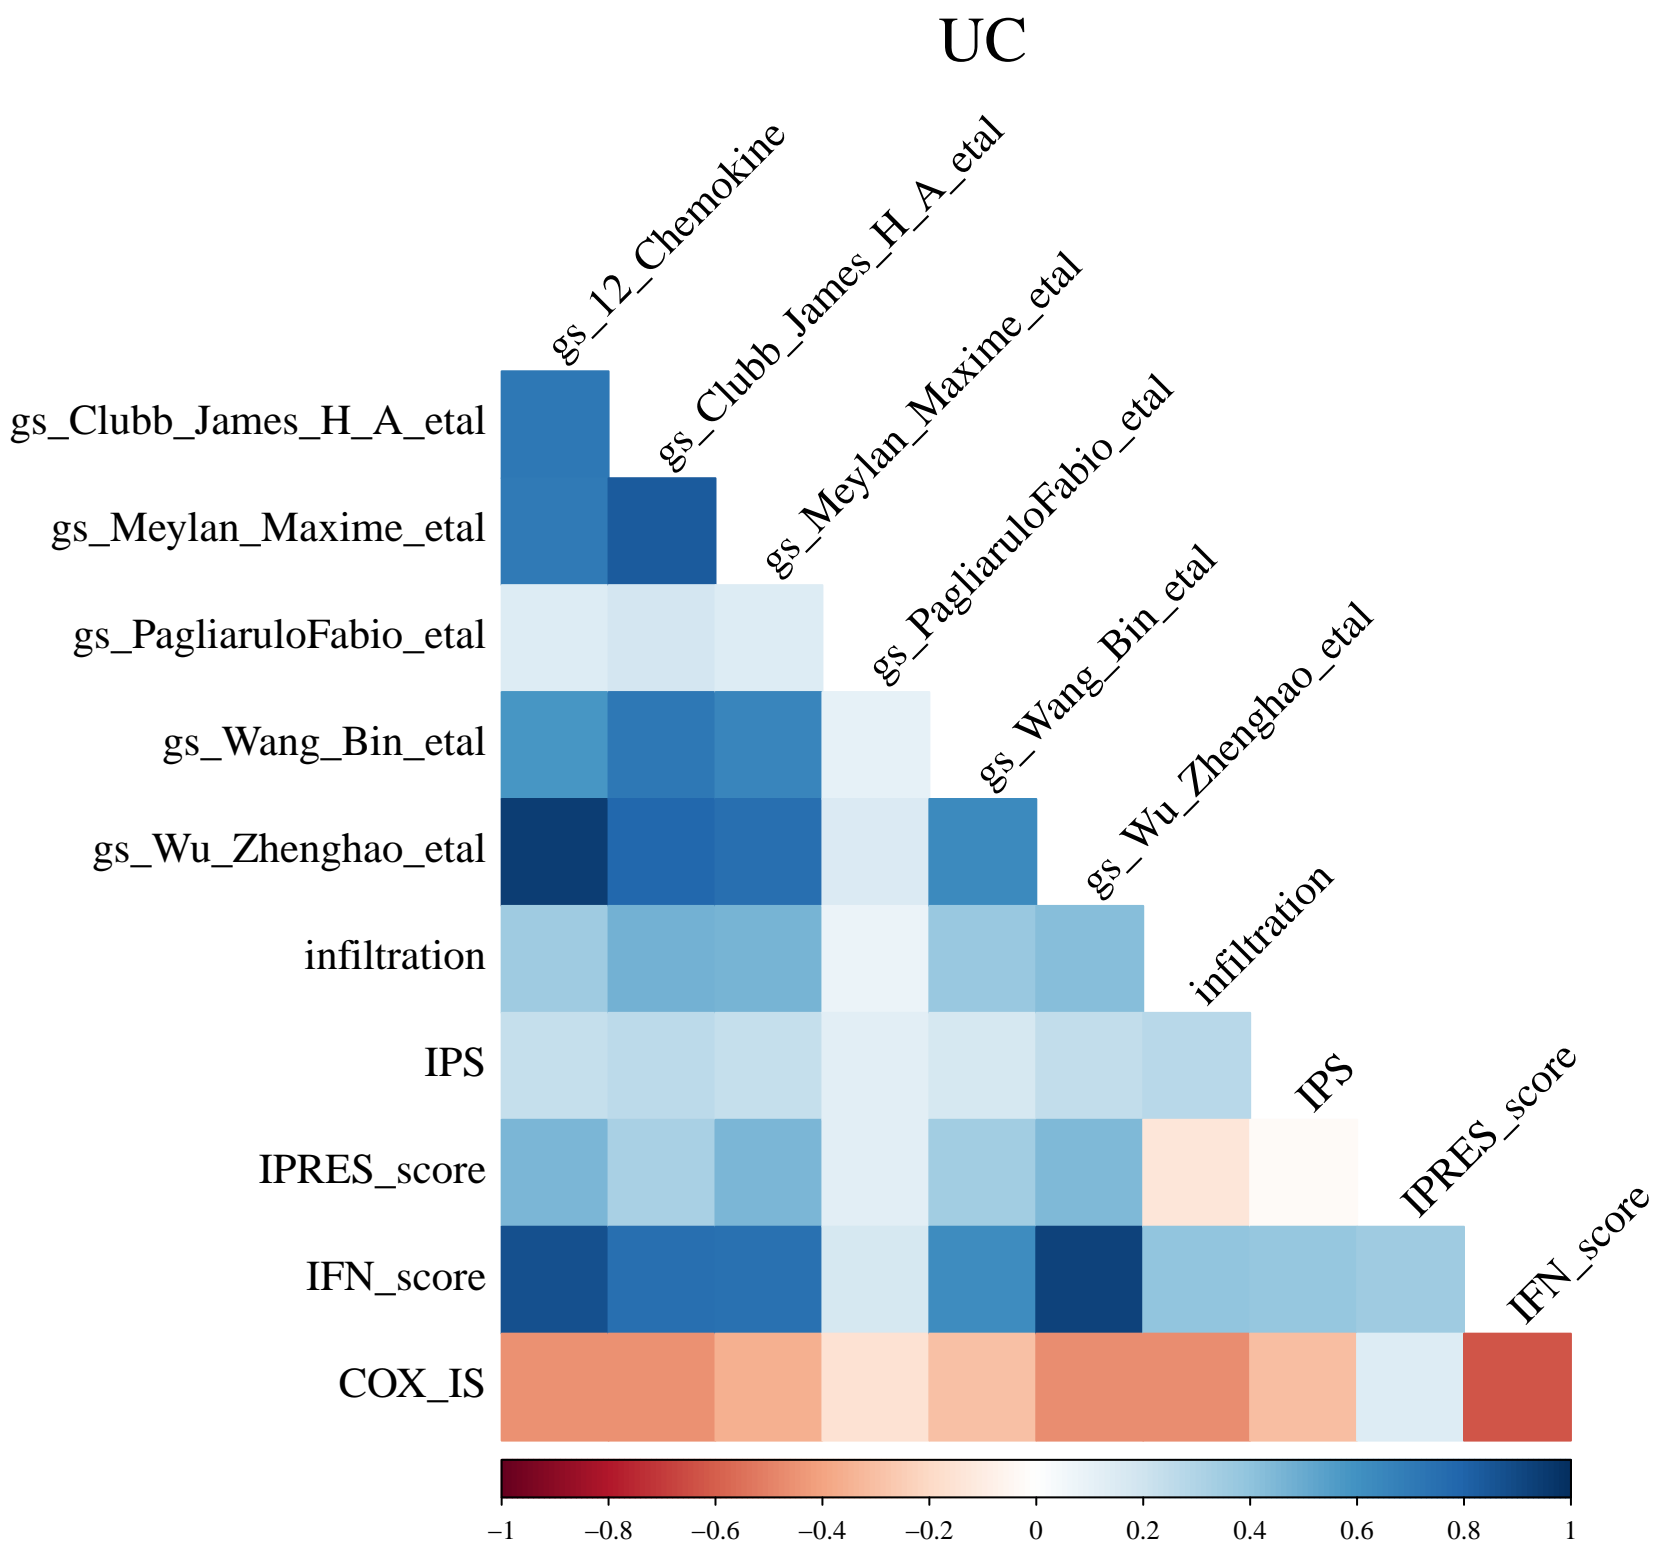 UC
gs_12_Chemokine
gs_Clubb_James_H_A_etal
gs_Meylan_Maxime_etal
gs_PagliaruloFabio_etal
gs_Wang_Bin_etal
gs_Wu_Zhenghao_etal
infiltration
IPS
IPRES_score
IFN_score
gs_Clubb_James_H_A_etal
gs_Meylan_Maxime_etal
gs_PagliaruloFabio_etal
gs_Wang_Bin_etal
gs_Wu_Zhenghao_etal
infiltration
IPS
IPRES_score
IFN_score
COX_IS
−1 −0.8 −0.6 −0.4 −0.2 0 0.2 0.4 0.6 0.8 1